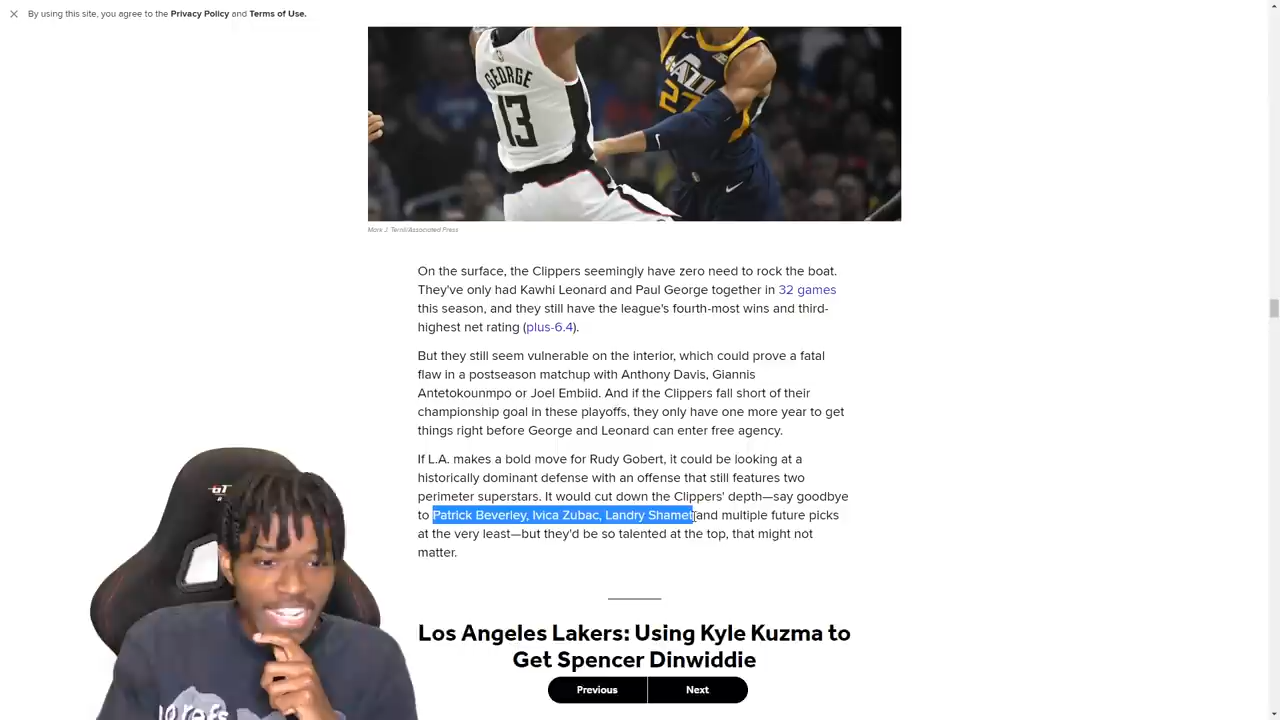 By using this site, you agree to the Privacy Policy and Terms of Use.
GEORGE
13
JAZZ
27
On the surface, the Clippers seemingly have zero need to rock the boat.
They've only had Kawhi Leonard and Paul George together in 32 games
this season, and they still have the league's fourth-most wins and third-
highest net rating (plus-6.4).
But they still seem vulnerable on the interior, which could prove a fatal
flaw in a postseason matchup with Anthony Davis, Giannis
Antetokounmpo or Joel Embiid. And if the Clippers fall short of their
championship goal in these playoffs, they only have one more year to get
things right before George and Leonard can enter free agency.
If L.A. makes a bold move for Rudy Gobert, it could be looking at a
historically dominant defense with an offense that still features two
perimeter superstars. It would cut down the Clippers' depth—say goodbye
to Patrick Beverley, Ivica Zubac, Landry Shamet and multiple future picks
at the very least—but they'd be so talented at the top, that might not
matter.
Los Angeles Lakers: Using Kyle Kuzma to
Get Spencer Dinwiddie
Previous Next
GT